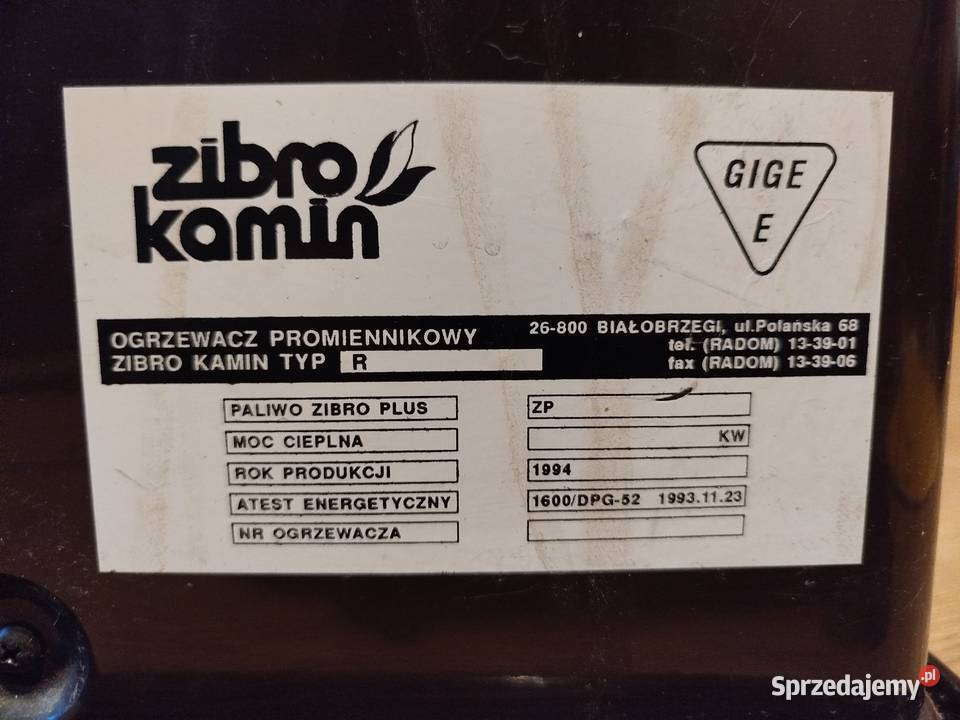 zibro
kamin
GIGE
E
OGRZEWACZ PROMIENNIKOWY
ZIBRO KAMIN TYP R
26-800 BIAŁOBRZEGI, ul.Polańska 68
tel. (RADOM) 13-39-01
fax (RADOM) 13-39-06
PALIWO ZIBRO PLUS ZP
MOC CIEPLNA KW
ROK PRODUKCJI 1994
ATEST ENERGETYCZNY 1600/DPG-52 1993.11.23
NR OGRZEWACZA
Sprzedajemy.pl